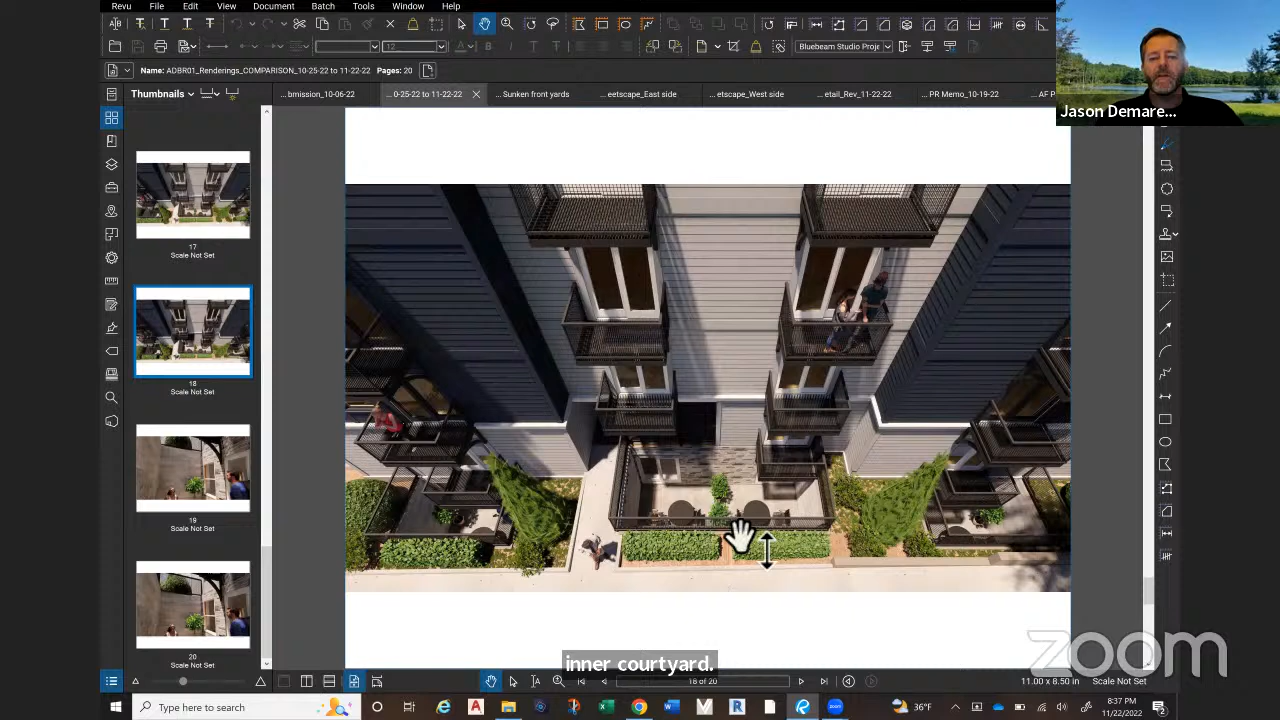 Revu File Edit View Document Batch Tools Window Help
12
Bluebeam Studio Proje
Name: ADBR01_Renderings_COMPARISON_10-25-22 to 11-22-22 Pages: 20
Thumbnails
...bmission_10-06-22
...0-25-22 to 11-22-22
... Sunken front yards
...eetscape_East side
...etscape_West side
...etail_Rev_11-22-22
...PR Memo_10-19-22
... AF P
Jason Demare...
17
Scale Not Set
18
Scale Not Set
19
Scale Not Set
20
Scale Not Set
inner courtyard.
zoom
18 of 20
11.00 x 8.50 in
Scale Not Set
Type here to search
36°F
8:37 PM
11/22/2022
2